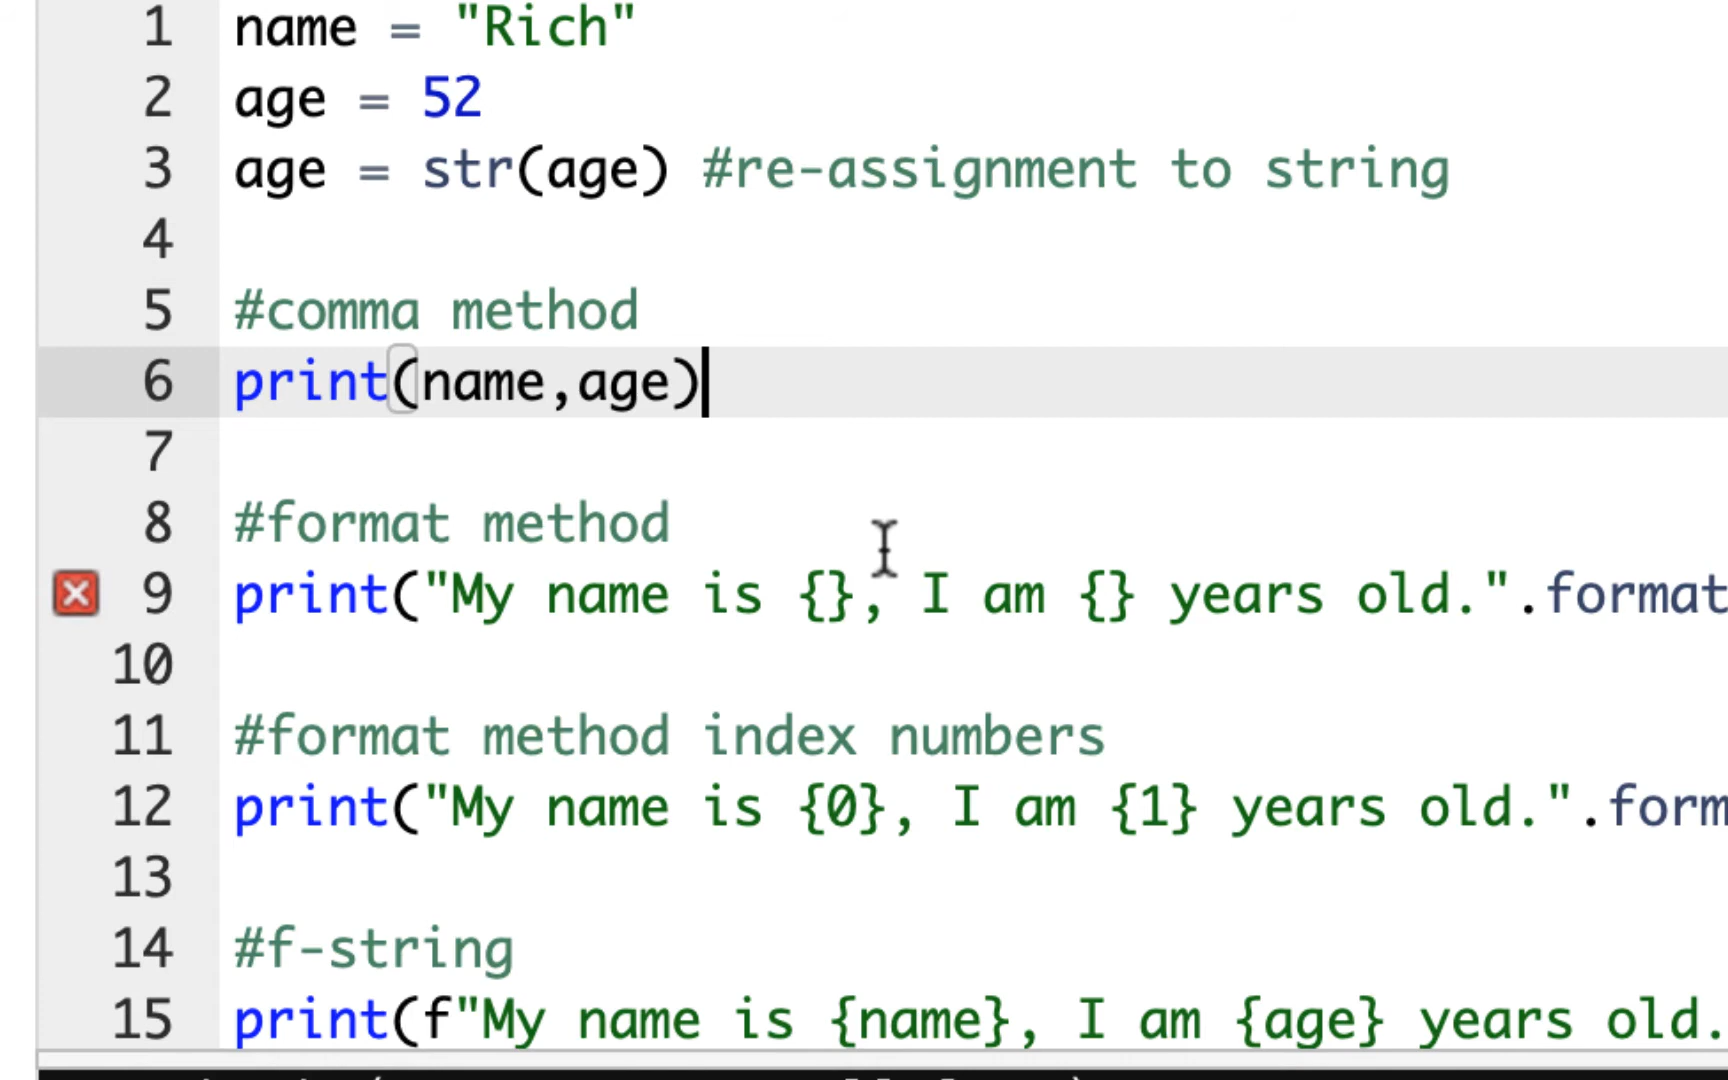 1 name = "Rich"
2 age = 52
3 age = str(age) #re-assignment to string
4
5 #comma method
6 print(name,age)
7
8 #format method
9 print("My name is {}, I am {} years old.".format
10
11 #format method index numbers
12 print("My name is {0}, I am {1} years old.".form
13
14 #f-string
15 print(f"My name is {name}, I am {age} years old.